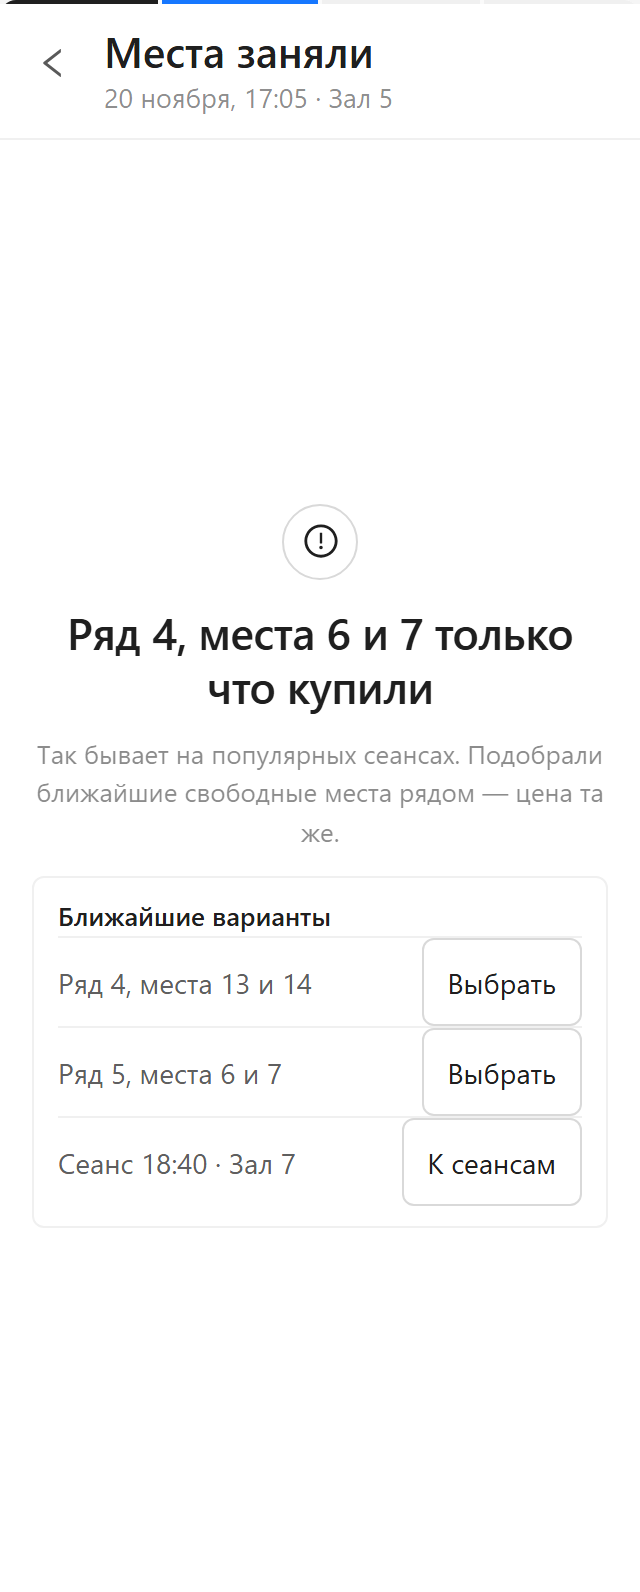 Места заняли
20 ноября, 17:05 · Зал 5
Ряд 4, места 6 и 7 только
что купили
Так бывает на популярных сеансах. Подобрали
ближайшие свободные места рядом — цена та
же.
Ближайшие варианты
Ряд 4, места 13 и 14
Выбрать
Ряд 5, места 6 и 7
Выбрать
Сеанс 18:40 · Зал 7
К сеансам